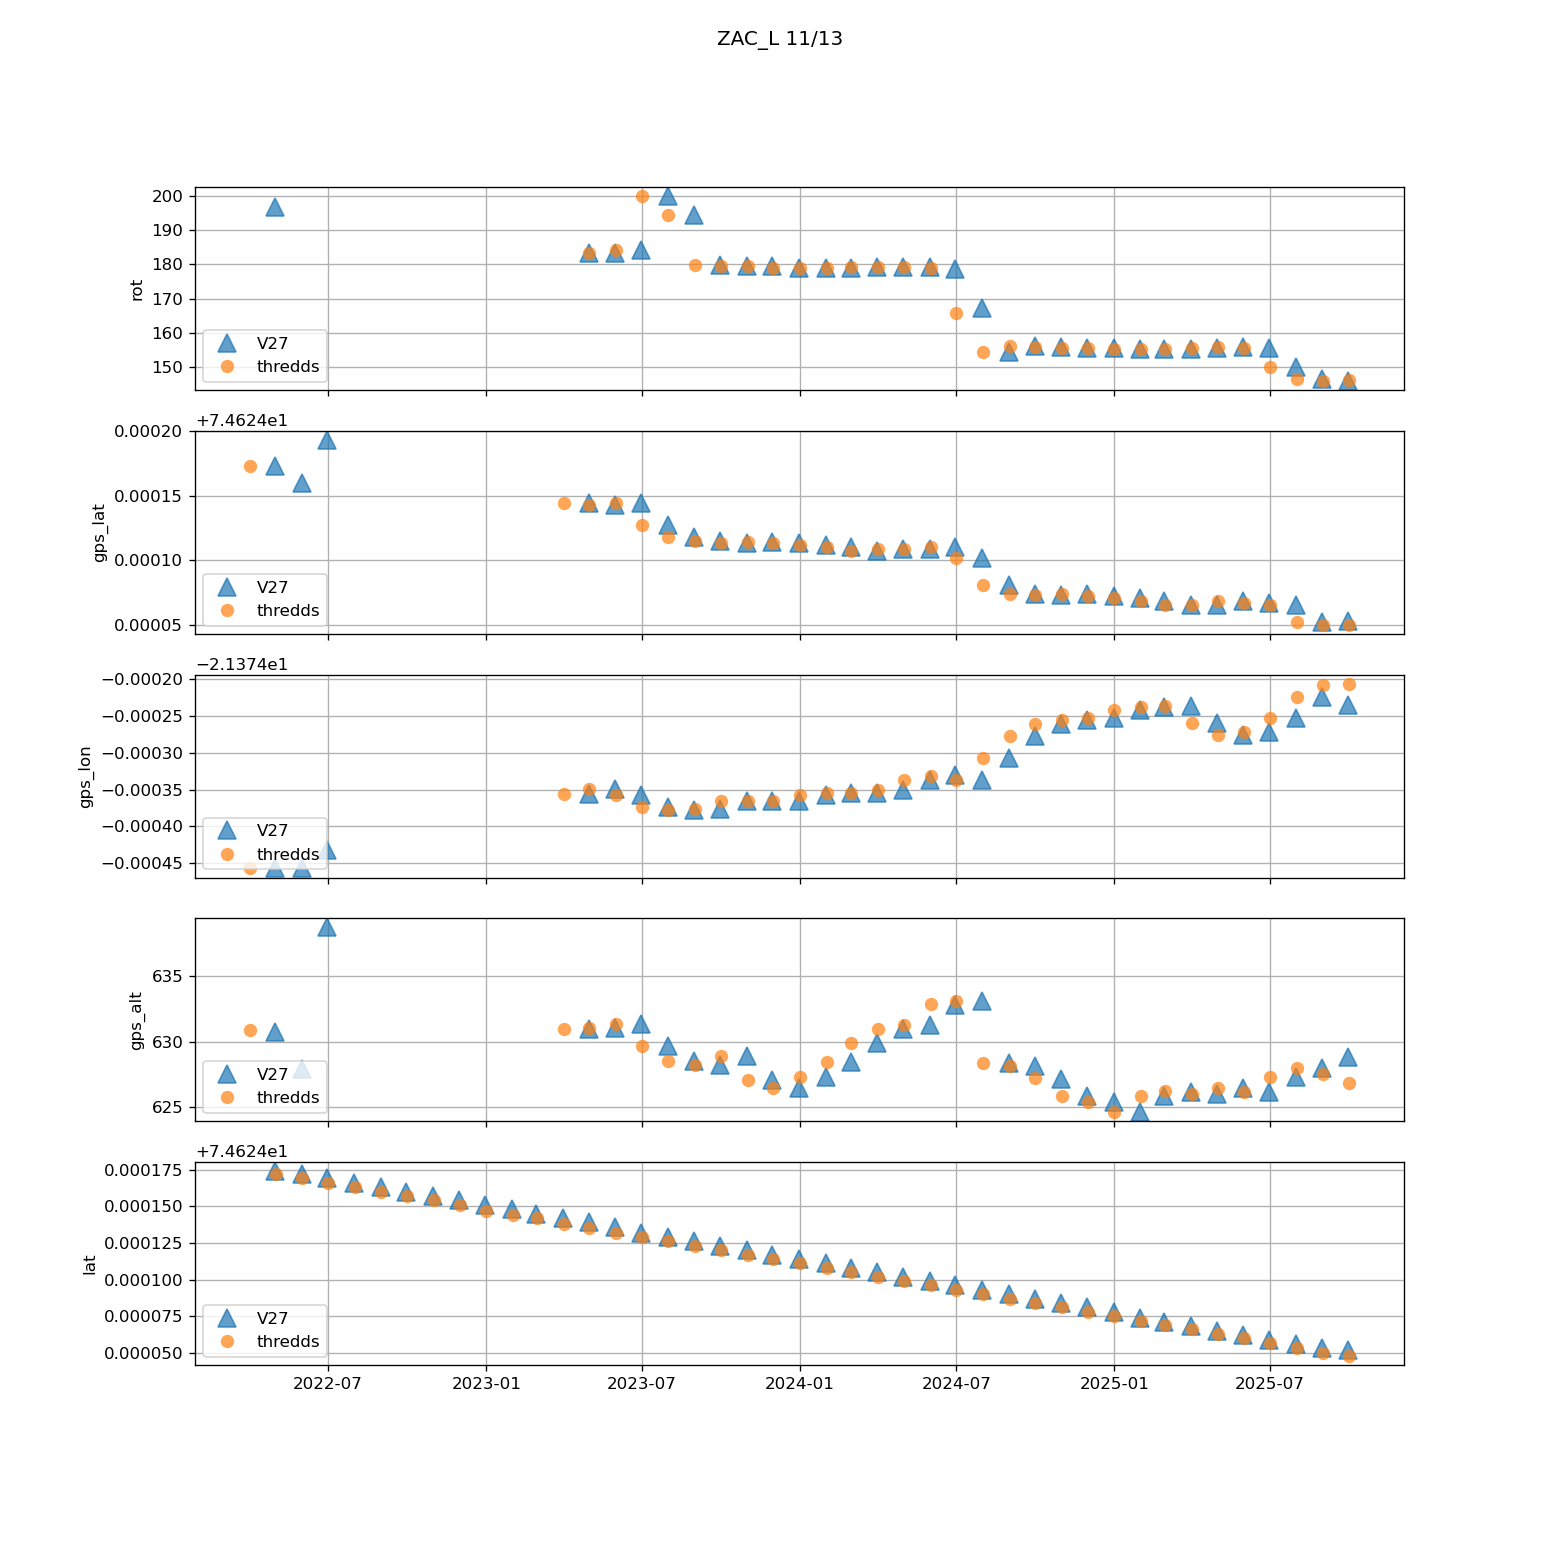 ZAC_L 11/13
200
190
180
170
160
150
rot
V27
thredds
+7.4624e1
0.00020
0.00015
0.00010
0.00005
gps_lat
V27
thredds
−2.1374e1
−0.00020
−0.00025
−0.00030
−0.00035
−0.00040
−0.00045
gps_lon
V27
thredds
635
630
625
gps_alt
V27
thredds
+7.4624e1
0.000175
0.000150
0.000125
0.000100
0.000075
0.000050
lat
V27
thredds
2022-07 2023-01 2023-07 2024-01 2024-07 2025-01 2025-07